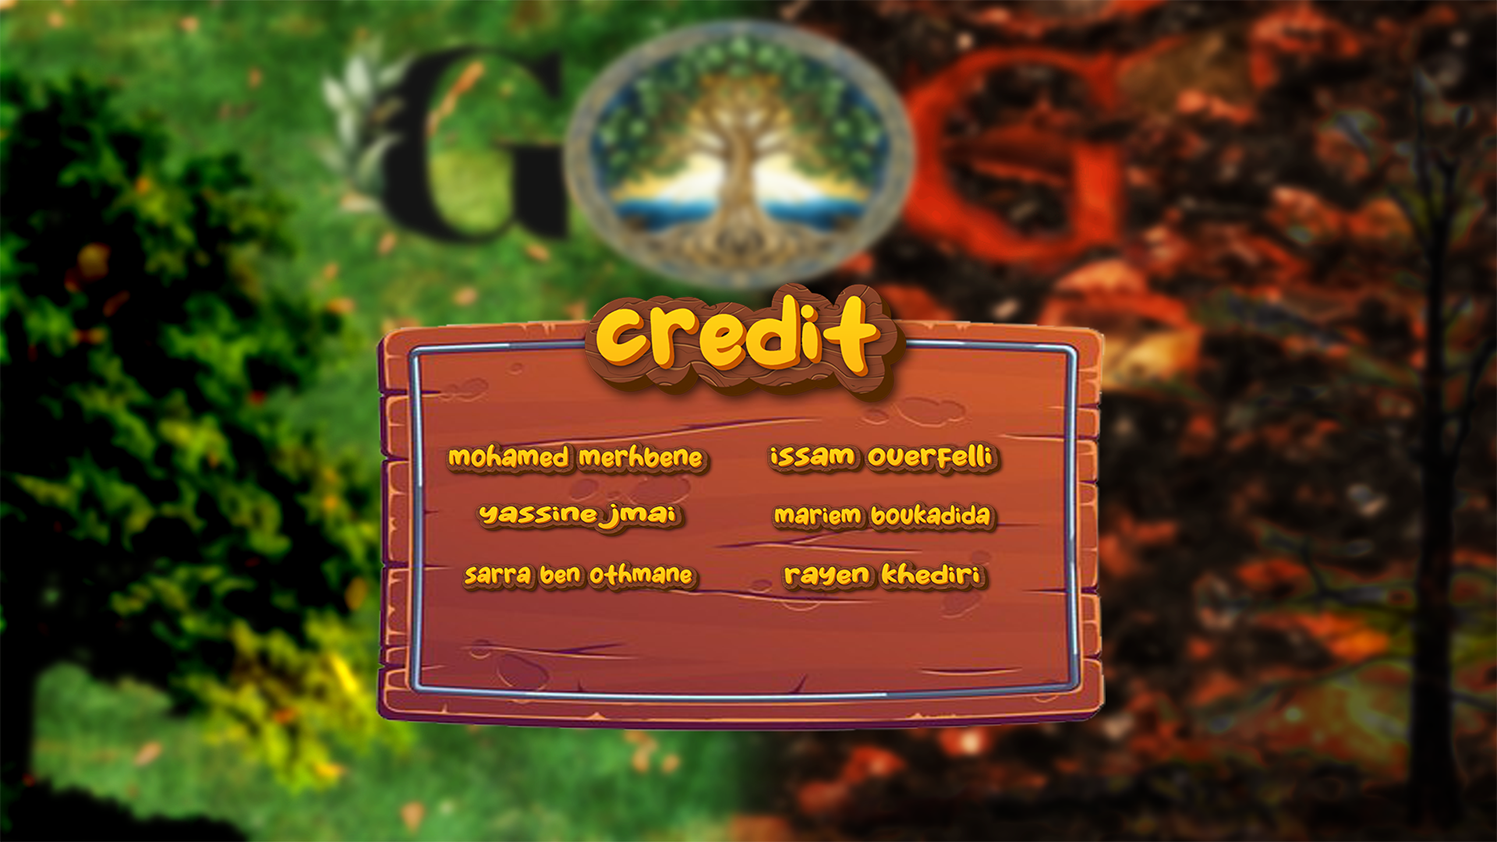 G G
credit
mohamed merhbene issam ouerfelli
yassine jmai mariem boukadida
sarra ben othmane rayen khediri